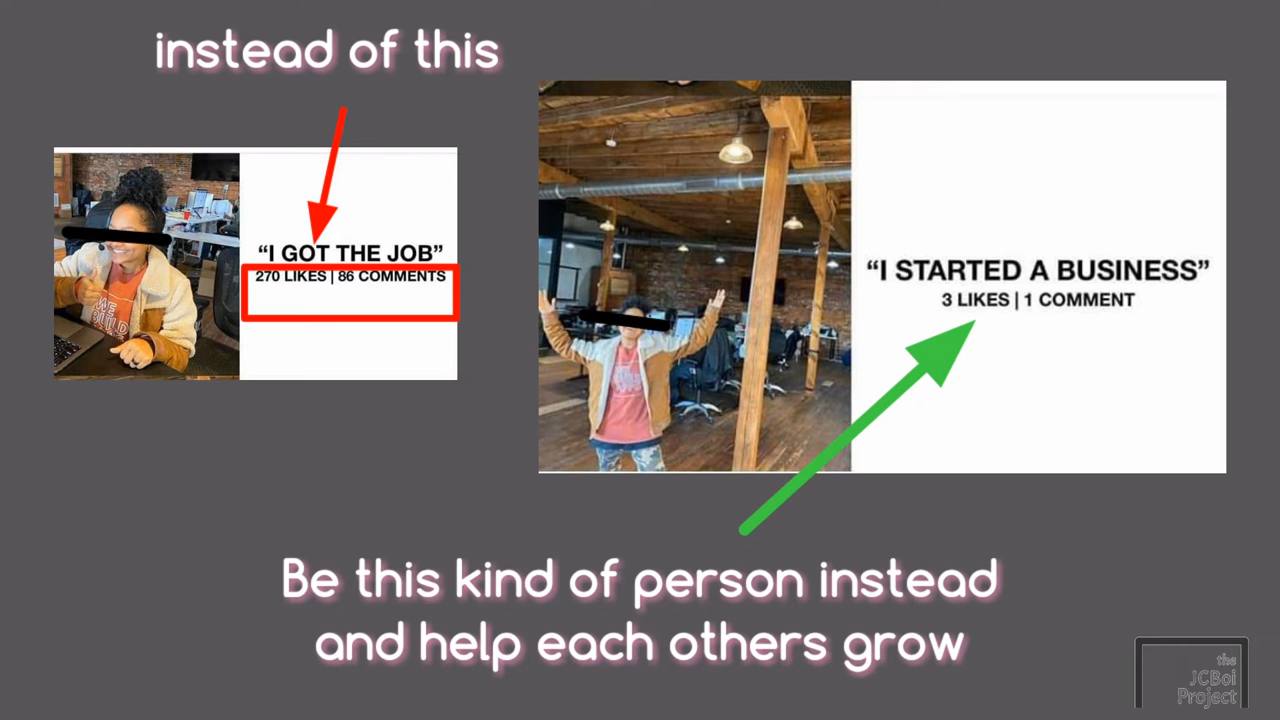 instead of this
“I GOT THE JOB”
270 LIKES | 86 COMMENTS
“I STARTED A BUSINESS”
3 LIKES | 1 COMMENT
Be this kind of person instead
and help each others grow
the
JCBoi
Project